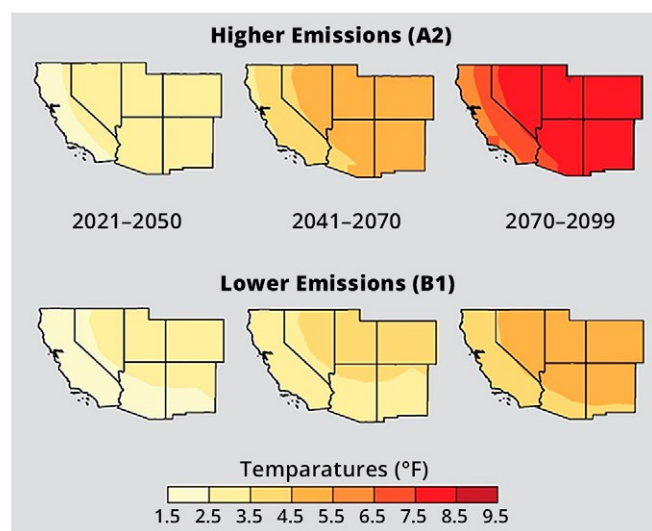 Higher Emissions (A2)
2021–2050 2041–2070 2070–2099
Lower Emissions (B1)
Temparatures (°F)
1.5 2.5 3.5 4.5 5.5 6.5 7.5 8.5 9.5